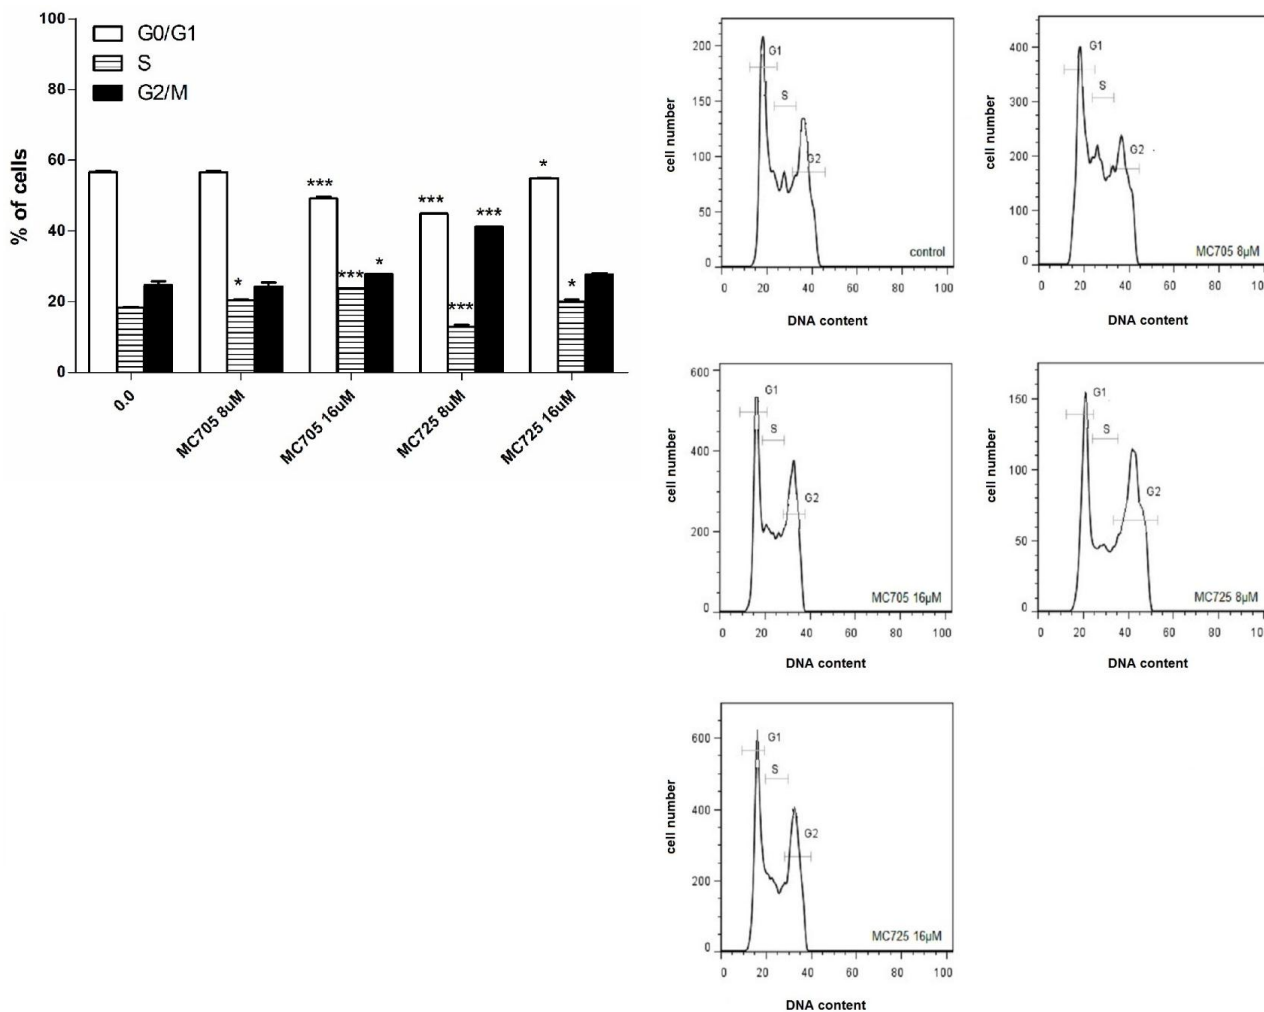 100
80
60
40
20
0
% of cells
G0/G1
S
G2/M
***
*
*
***
***
*
***
***
*
0.0
MC705 8uM
MC705 16uM
MC725 8uM
MC725 16uM
200
150
100
50
0
cell number
G1
S
G2
control
0 20 40 60 80 100
DNA content
400
300
200
100
0
cell number
G1
S
G2
MC705 8µM
0 20 40 60 80 100
DNA content
600
400
200
0
cell number
G1
S
G2
MC705 16µM
0 20 40 60 80 100
DNA content
150
100
50
0
cell number
G1
S
G2
MC725 8µM
0 20 40 60 80 100
DNA content
600
400
200
0
cell number
G1
S
G2
MC725 16µM
0 20 40 60 80 100
DNA content